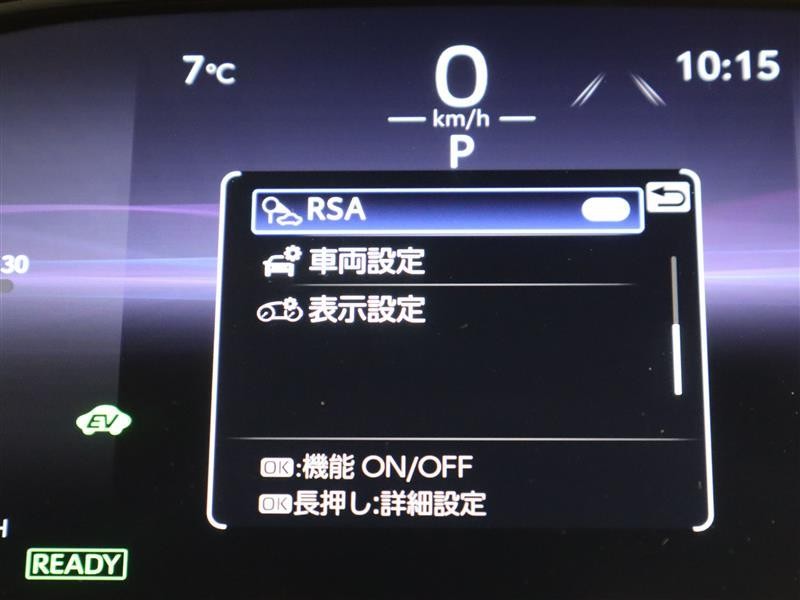 7°C
0
km/h
P
10:15
RSA
車両設定
表示設定
30
EV
OK:機能 ON/OFF
OK長押し:詳細設定
H
READY